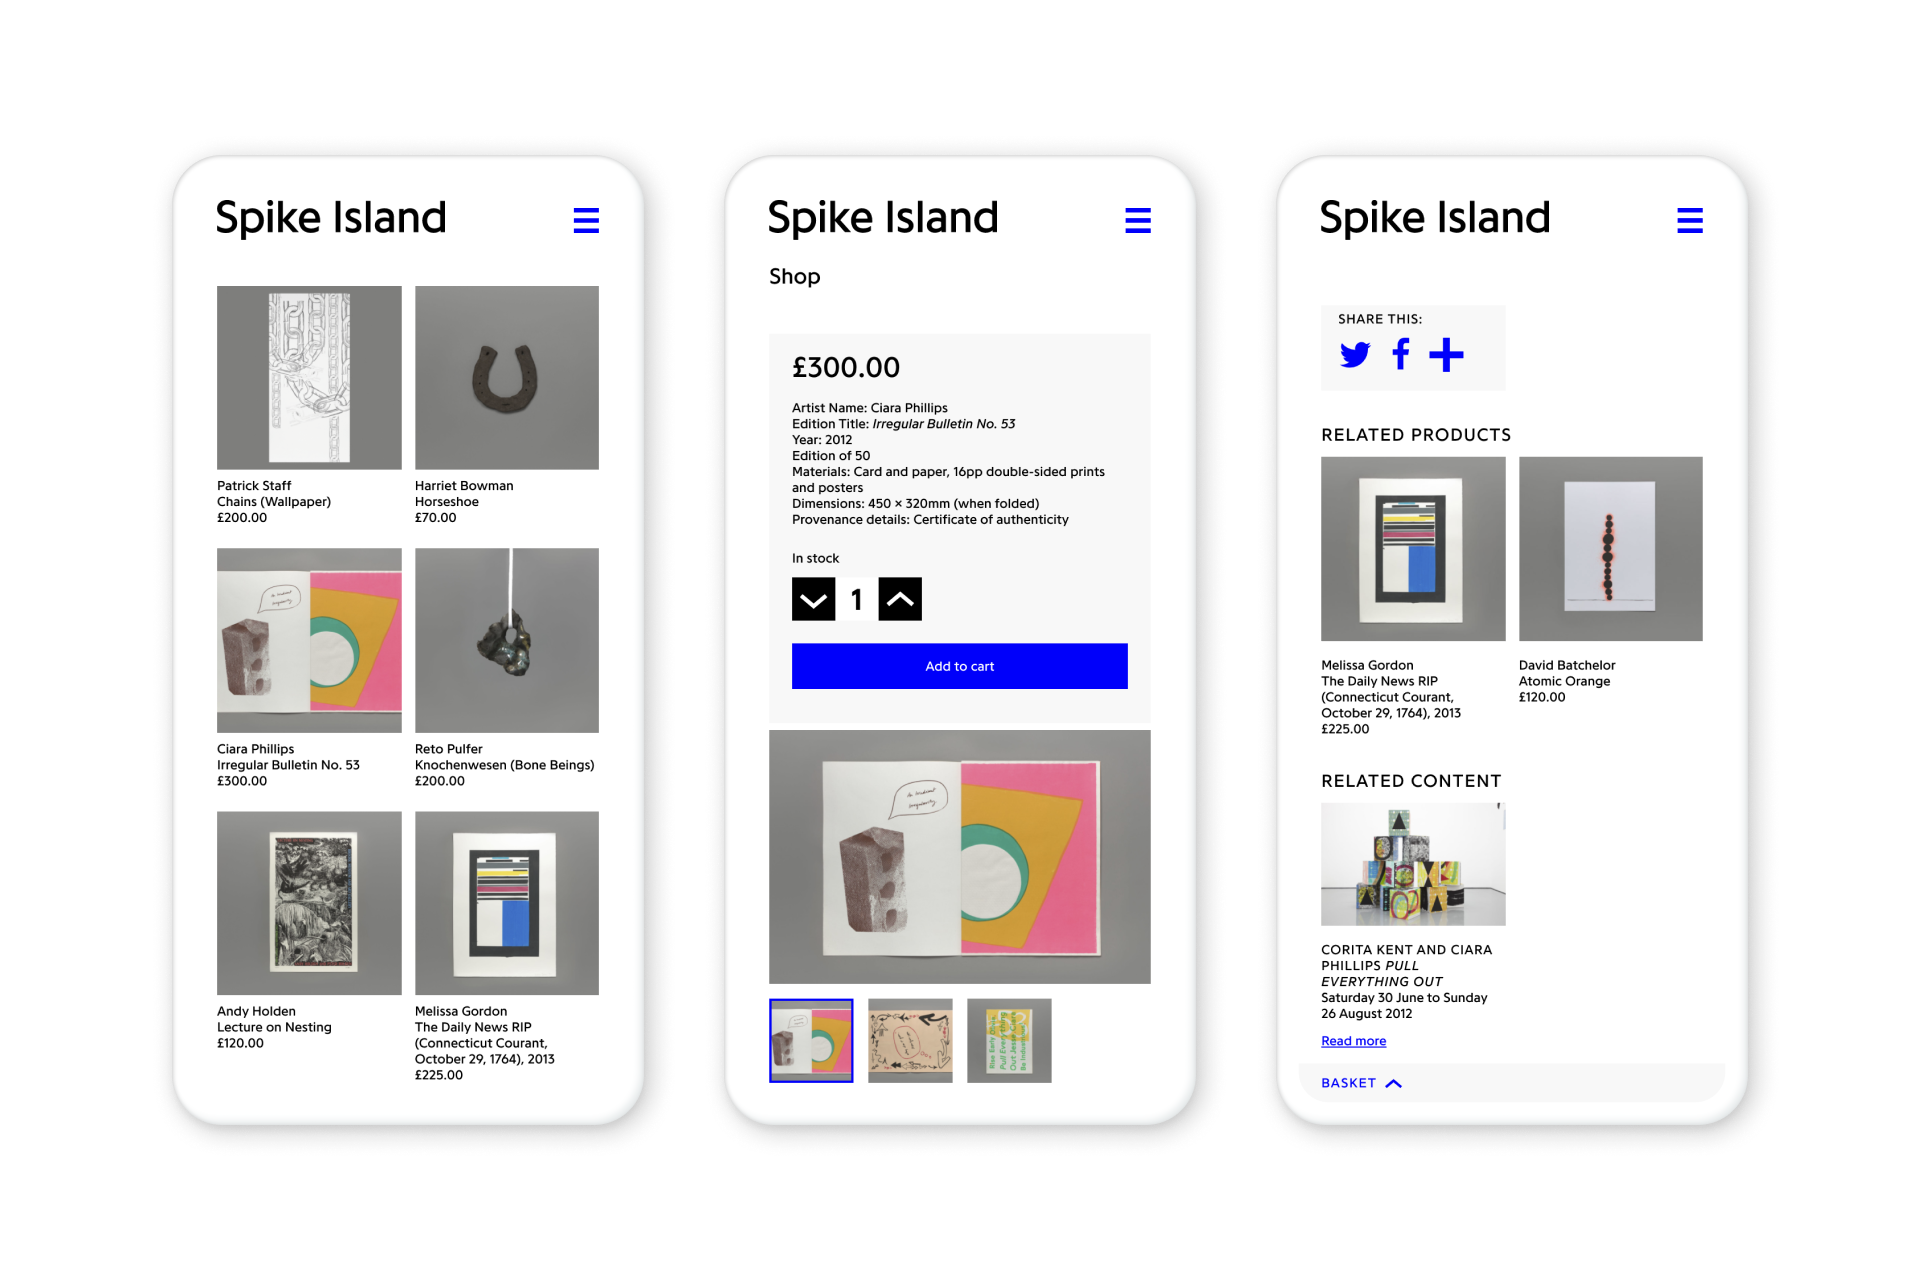 Spike Island
Patrick Staff
Chains (Wallpaper)
£200.00
Harriet Bowman
Horseshoe
£70.00
Ciara Phillips
Irregular Bulletin No. 53
£300.00
Reto Pulfer
Knochenwesen (Bone Beings)
£200.00
Andy Holden
Lecture on Nesting
£120.00
Melissa Gordon
The Daily News RIP
(Connecticut Courant,
October 29, 1764), 2013
£225.00
Spike Island
Shop
£300.00
Artist Name: Ciara Phillips
Edition Title: Irregular Bulletin No. 53
Year: 2012
Edition of 50
Materials: Card and paper, 16pp double-sided prints
and posters
Dimensions: 450 × 320mm (when folded)
Provenance details: Certificate of authenticity
In stock
1
Add to cart
Spike Island
SHARE THIS:
RELATED PRODUCTS
Melissa Gordon
The Daily News RIP
(Connecticut Courant,
October 29, 1764), 2013
£225.00
David Batchelor
Atomic Orange
£120.00
RELATED CONTENT
CORITA KENT AND CIARA
PHILLIPS PULL
EVERYTHING OUT
Saturday 30 June to Sunday
26 August 2012
Read more
BASKET